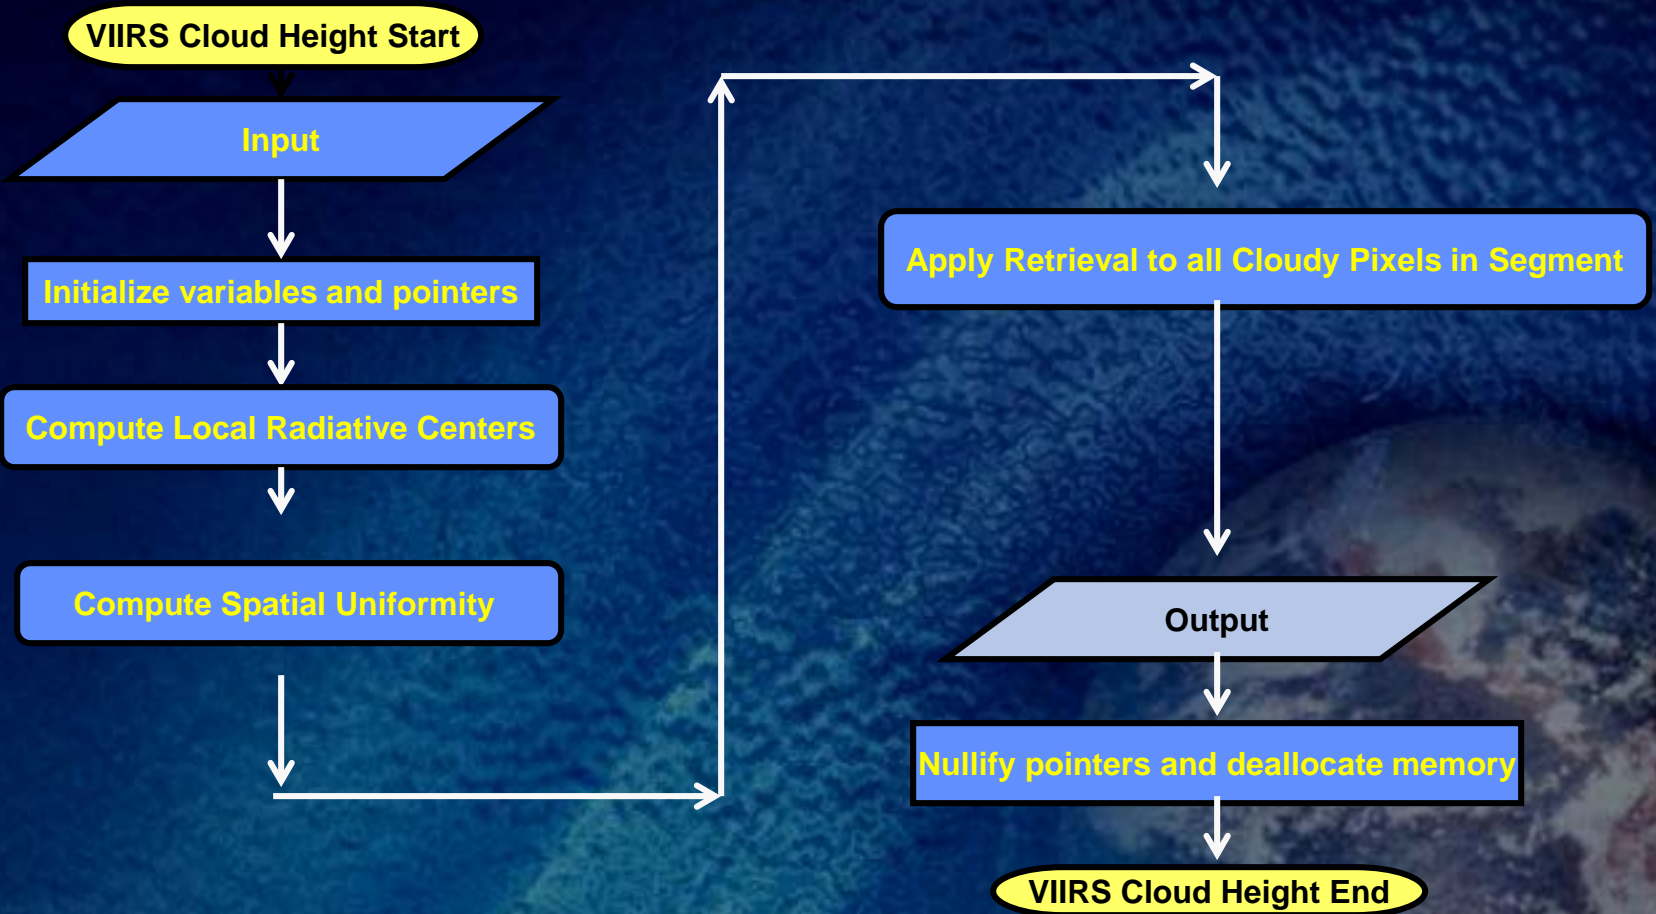 VIIRS Cloud Height Start
Input
Initialize variables and pointers
Compute Local Radiative Centers
Compute Spatial Uniformity
Apply Retrieval to all Cloudy Pixels in Segment
Output
Nullify pointers and deallocate memory
VIIRS Cloud Height End